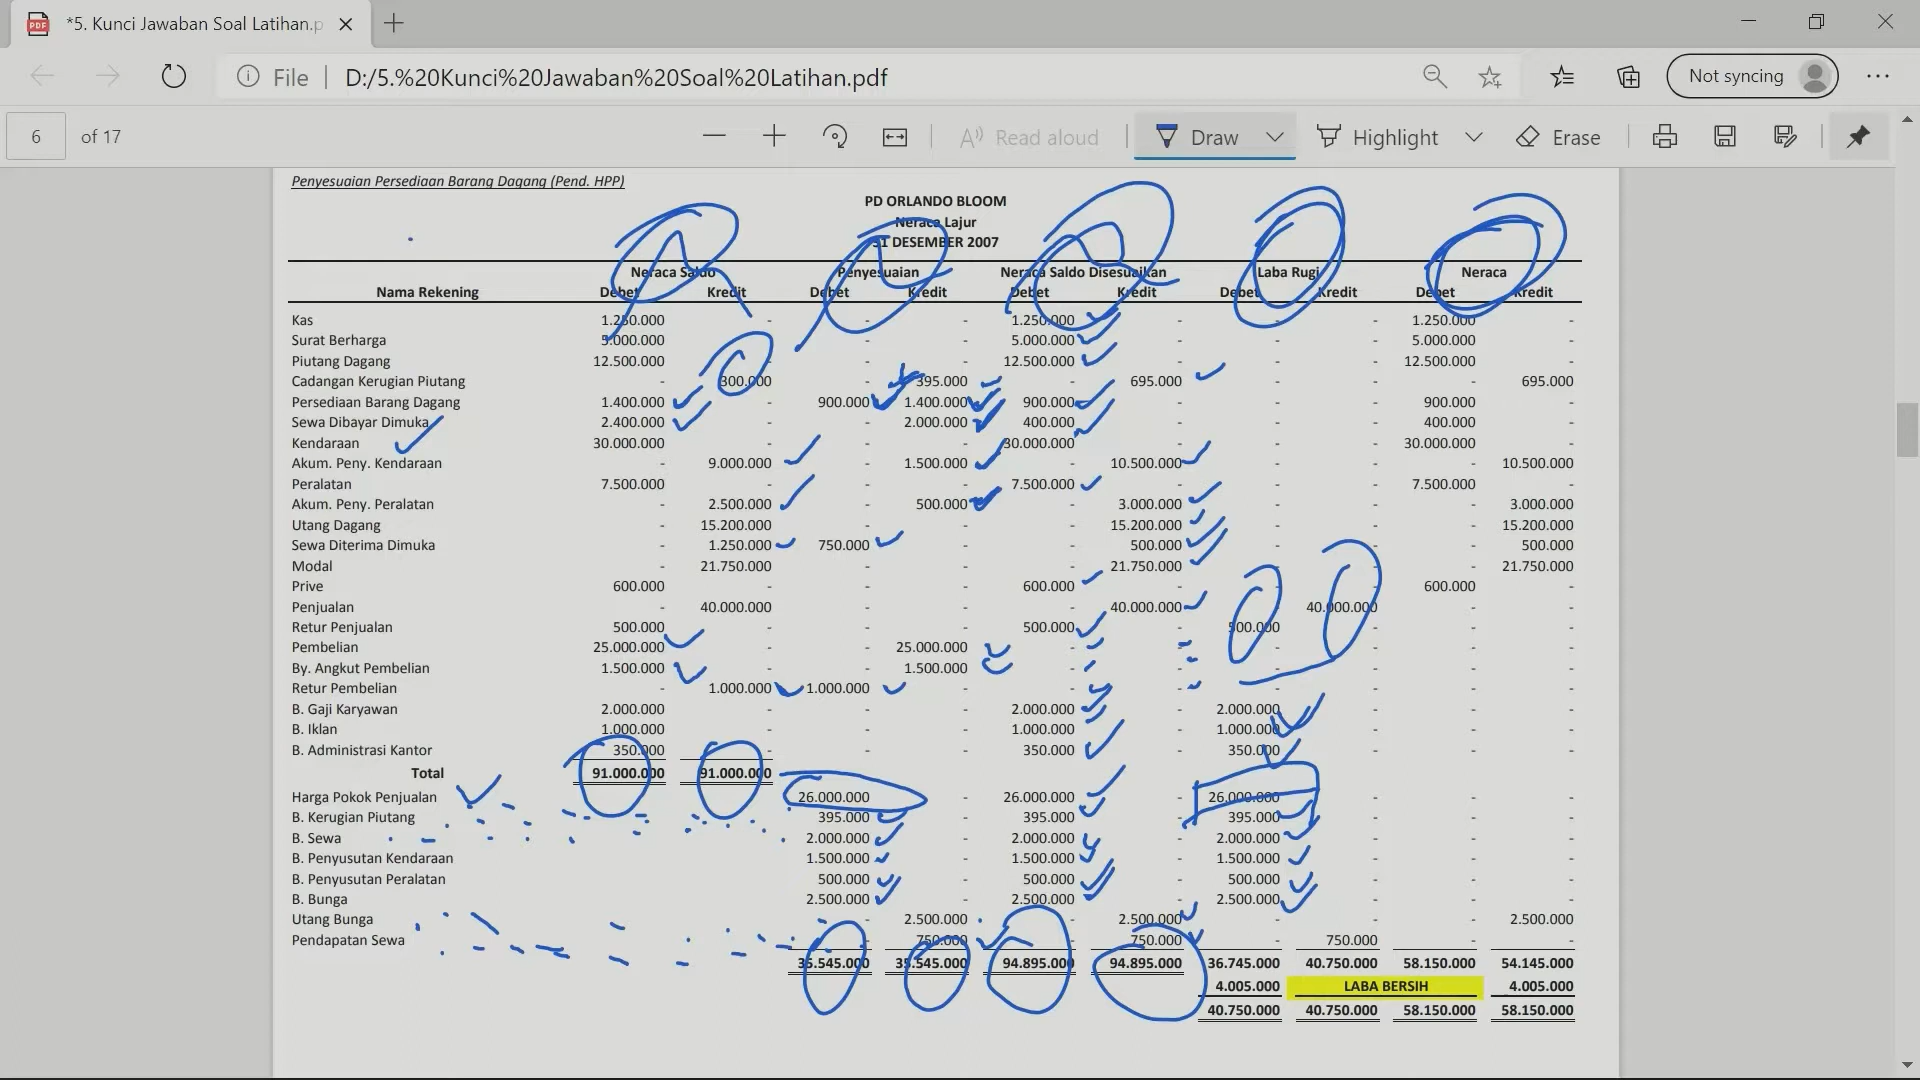 *5. Kunci Jawaban Soal Latihan.p
File | D:/5.%20Kunci%20Jawaban%20Soal%20Latihan.pdf Not syncing
6 of 17 Read aloud Draw Highlight Erase
Penyesuaian Persediaan Barang Dagang (Pend. HPP)
PD ORLANDO BLOOM
Neraca Lajur
31 DESEMBER 2007
Neraca Saldo Penyesuaian Neraca Saldo Disesuaikan Laba Rugi Neraca
Nama Rekening Debet Kredit Debet Kredit Debet Kredit Debet Kredit Debet Kredit
Kas 1.250.000 - - - 1.250.000 - - - 1.250.000 -
Surat Berharga 5.000.000 - - - 5.000.000 - - - 5.000.000 -
Piutang Dagang 12.500.000 - - - 12.500.000 - - - 12.500.000 -
Cadangan Kerugian Piutang - 300.000 - 395.000 - 695.000 - - - 695.000
Persediaan Barang Dagang 1.400.000 - 900.000 1.400.000 900.000 - - - 900.000 -
Sewa Dibayar Dimuka 2.400.000 - - 2.000.000 400.000 - - - 400.000 -
Kendaraan 30.000.000 - - - 30.000.000 - - - 30.000.000 -
Akum. Peny. Kendaraan - 9.000.000 - 1.500.000 - 10.500.000 - - - 10.500.000
Peralatan 7.500.000 - - - 7.500.000 - - - 7.500.000 -
Akum. Peny. Peralatan - 2.500.000 - 500.000 - 3.000.000 - - - 3.000.000
Utang Dagang - 15.200.000 - - - 15.200.000 - - - 15.200.000
Sewa Diterima Dimuka - 1.250.000 750.000 - - 500.000 - - - 500.000
Modal - 21.750.000 - - - 21.750.000 - - - 21.750.000
Prive 600.000 - - - 600.000 - - - 600.000 -
Penjualan - 40.000.000 - - - 40.000.000 - 40.000.000 - -
Retur Penjualan 500.000 - - - 500.000 - 500.000 - - -
Pembelian 25.000.000 - - 25.000.000 - - - - - -
By. Angkut Pembelian 1.500.000 - - 1.500.000 - - - - - -
Retur Pembelian - 1.000.000 1.000.000 - - - - - - -
B. Gaji Karyawan 2.000.000 - - - 2.000.000 - 2.000.000 - - -
B. Iklan 1.000.000 - - - 1.000.000 - 1.000.000 - - -
B. Administrasi Kantor 350.000 - - - 350.000 - 350.000 - - -
Total 91.000.000 91.000.000
Harga Pokok Penjualan 26.000.000 - 26.000.000 - 26.000.000 - - -
B. Kerugian Piutang 395.000 - 395.000 - 395.000 - - -
B. Sewa 2.000.000 - 2.000.000 - 2.000.000 - - -
B. Penyusutan Kendaraan 1.500.000 - 1.500.000 - 1.500.000 - - -
B. Penyusutan Peralatan 500.000 - 500.000 - 500.000 - - -
B. Bunga 2.500.000 - 2.500.000 - 2.500.000 - - -
Utang Bunga - 2.500.000 - 2.500.000 - - - 2.500.000
Pendapatan Sewa - 750.000 - 750.000 - 750.000 - -
35.545.000 35.545.000 94.895.000 94.895.000 36.745.000 40.750.000 58.150.000 54.145.000
4.005.000 LABA BERSIH 4.005.000
40.750.000 40.750.000 58.150.000 58.150.000